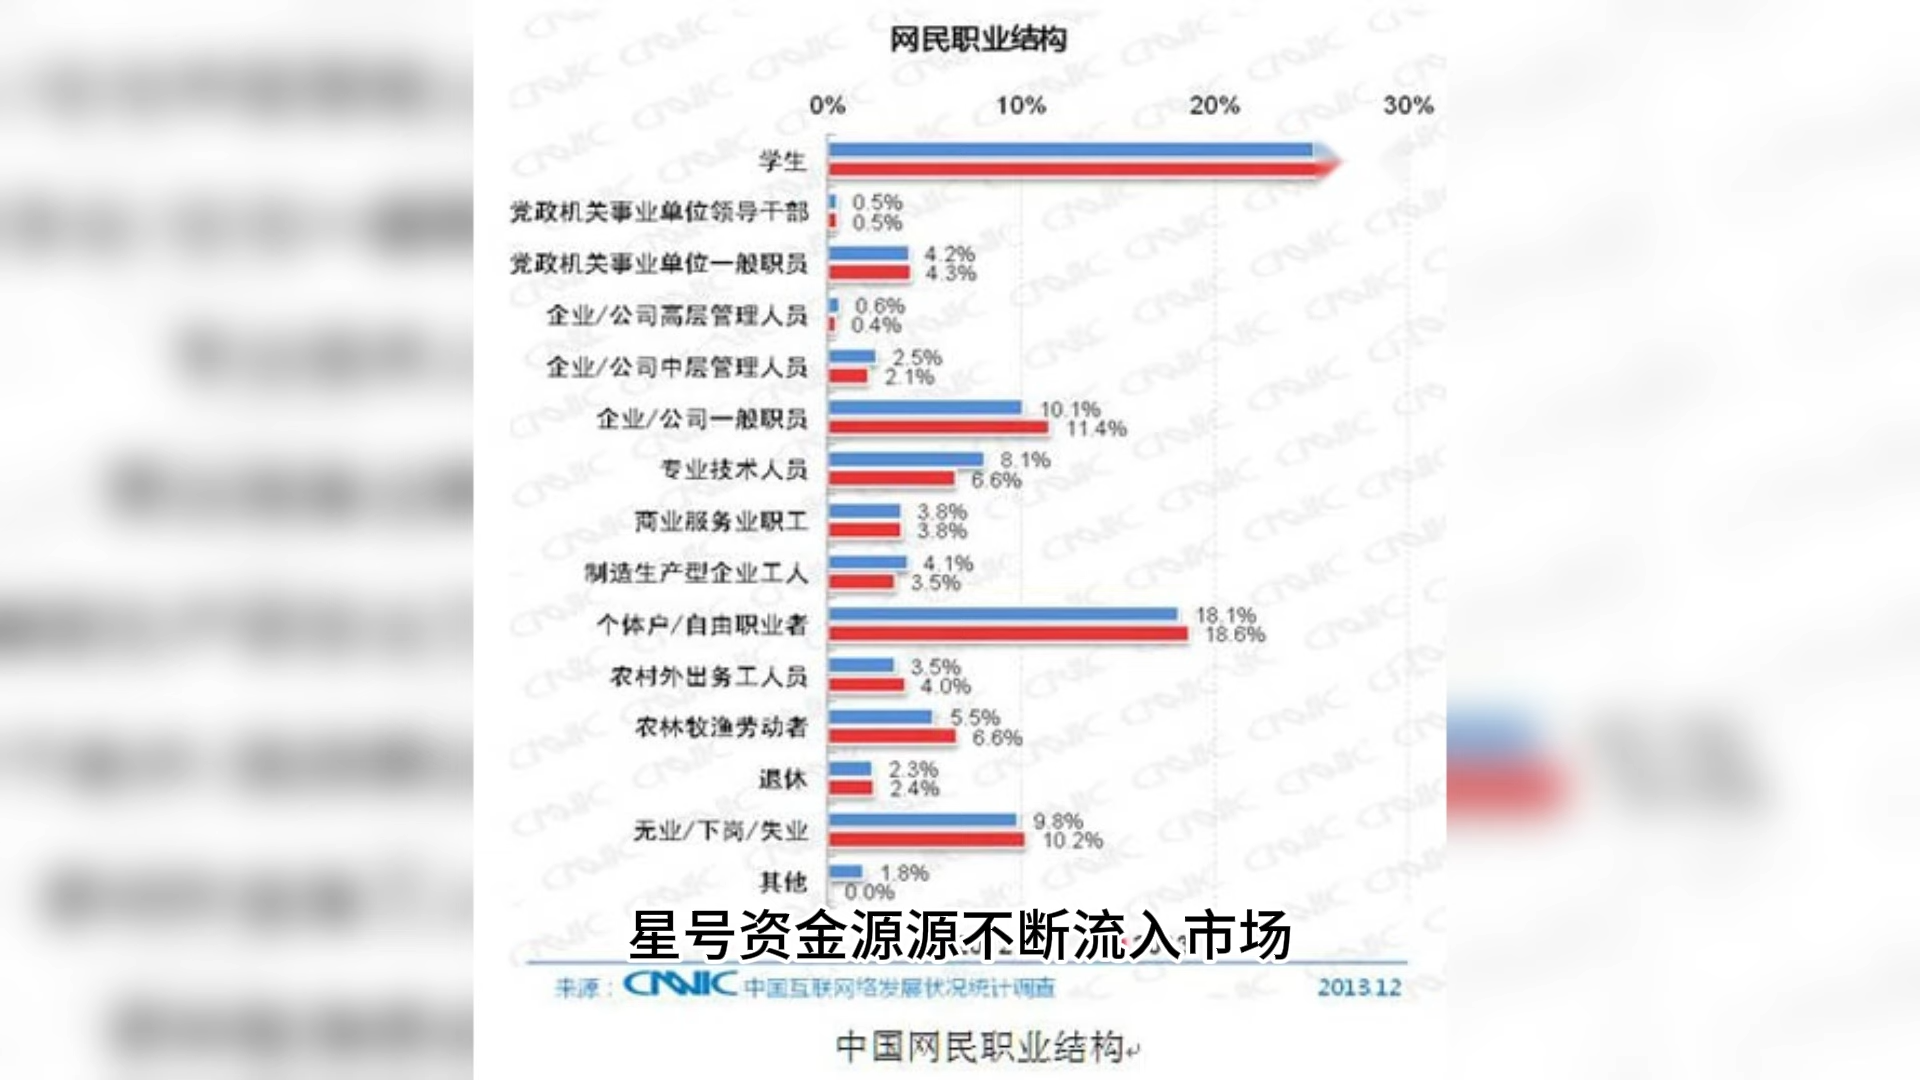 网民职业结构
0% 10% 20% 30%
学生
党政机关事业单位领导干部 0.5% 0.5%
党政机关事业单位一般职员 4.2% 4.3%
企业/公司高层管理人员 0.6% 0.4%
企业/公司中层管理人员 2.5% 2.1%
企业/公司一般职员 10.1% 11.4%
专业技术人员 8.1% 6.6%
商业服务业职工 3.8% 3.8%
制造生产型企业工人 4.1% 3.5%
个体户/自由职业者 18.1% 18.6%
农村外出务工人员 3.5% 4.0%
农林牧渔劳动者 5.5% 6.6%
退休 2.3% 2.4%
无业/下岗/失业 9.8% 10.2%
其他 1.8% 0.0%
星号资金源源不断流入市场
来源：CNNIC 中国互联网络发展状况统计调查 2013.12
中国网民职业结构